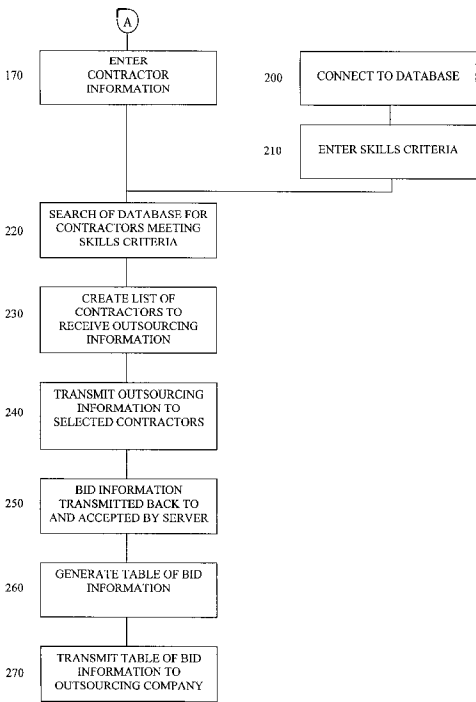 A
170
ENTER
CONTRACTOR
INFORMATION
200
CONNECT TO DATABASE
210
ENTER SKILLS CRITERIA
220
SEARCH OF DATABASE FOR
CONTRACTORS MEETING
SKILLS CRITERIA
230
CREATE LIST OF
CONTRACTORS TO
RECEIVE OUTSOURCING
INFORMATION
240
TRANSMIT OUTSOURCING
INFORMATION TO
SELECTED CONTRACTORS
250
BID INFORMATION
TRANSMITTED BACK TO
AND ACCEPTED BY SERVER
260
GENERATE TABLE OF BID
INFORMATION
270
TRANSMIT TABLE OF BID
INFORMATION TO
OUTSOURCING COMPANY